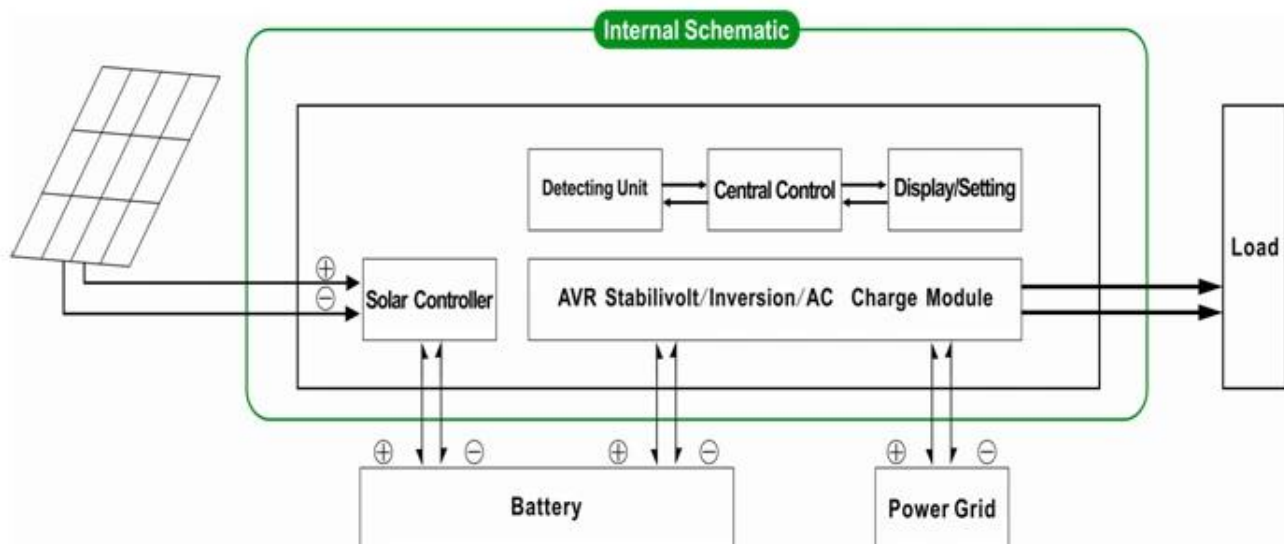 Internal Schematic
Detecting Unit
Central Control
Display/Setting
Load
⊕
⊖
Solar Controller
AVR Stabilivolt/Inversion/AC Charge Module
⊕ ⊖ ⊕ ⊖ ⊕ ⊖
Battery
Power Grid